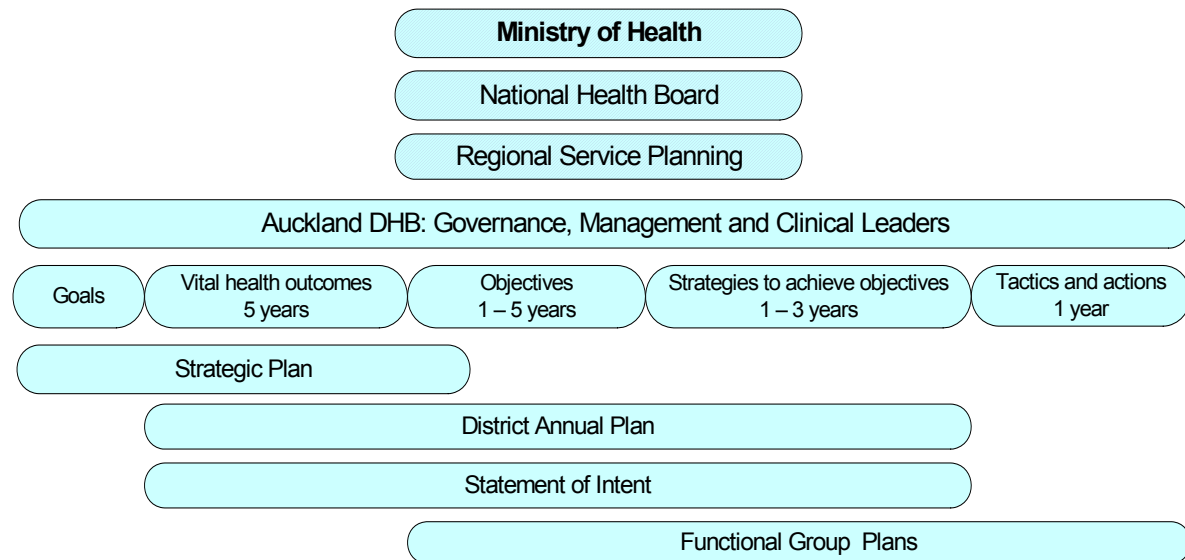 Ministry of Health
National Health Board
Regional Service Planning
Auckland DHB: Governance, Management and Clinical Leaders
Goals
Vital health outcomes
5 years
Objectives
1 – 5 years
Strategies to achieve objectives
1 – 3 years
Tactics and actions
1 year
Strategic Plan
District Annual Plan
Statement of Intent
Functional Group Plans